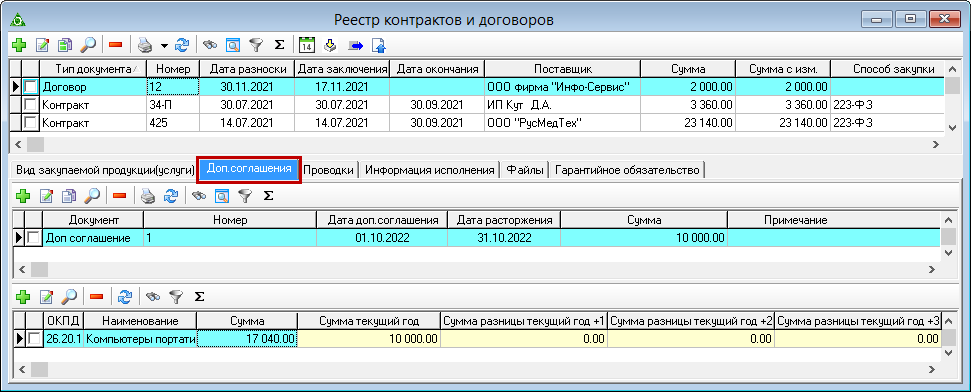 Реестр контрактов и договоров
14
Тип документа Номер Дата разноски Дата заключения Дата окончания Поставщик Сумма Сумма с изм. Способ закупки
Договор 12 30.11.2021 17.11.2021 ООО фирма "Инфо-Сервис" 2 000.00 2 000.00
Контракт 34-П 30.07.2021 30.07.2021 30.09.2021 ИП Кут Д.А. 3 360.00 3 360.00 223-ФЗ
Контракт 425 14.07.2021 14.07.2021 30.09.2021 ООО "РусМедТех" 23 140.00 23 140.00 223-ФЗ
Вид закупаемой продукции(услуги) Доп.соглашения Проводки Информация исполнения Файлы Гарантийное обязательство
Документ Номер Дата доп.соглашения Дата расторжения Сумма Примечание
Доп соглашение 1 01.10.2022 31.10.2022 10 000.00
ОКПД Наименование Сумма Сумма текущий год Сумма разницы текущий год +1 Сумма разницы текущий год +2 Сумма разницы текущий год +3
26.20.1 Компьютеры портати 17 040.00 10 000.00 0.00 0.00 0.00